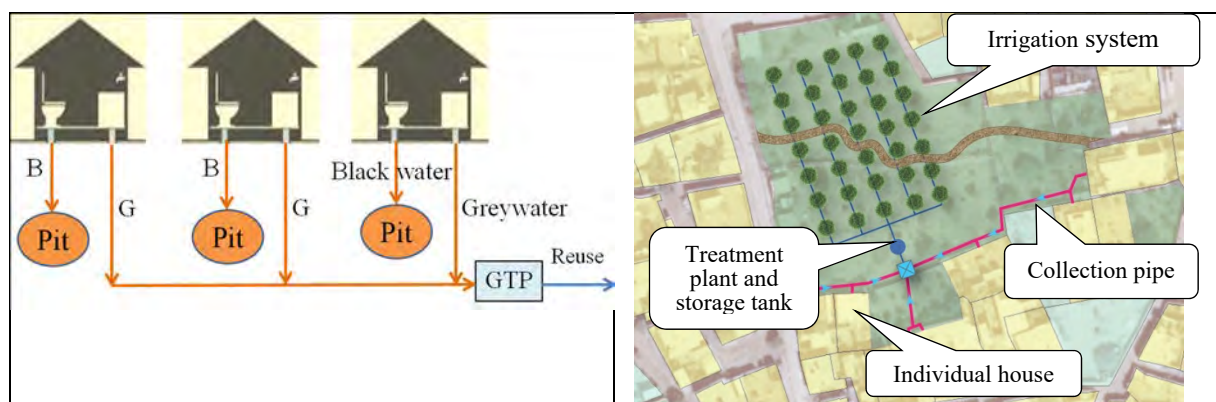 B
G
B
G
Black water
Greywater
Pit
Pit
Pit
GTP
Reuse
Irrigation system
Treatment
plant and
storage tank
Collection pipe
Individual house